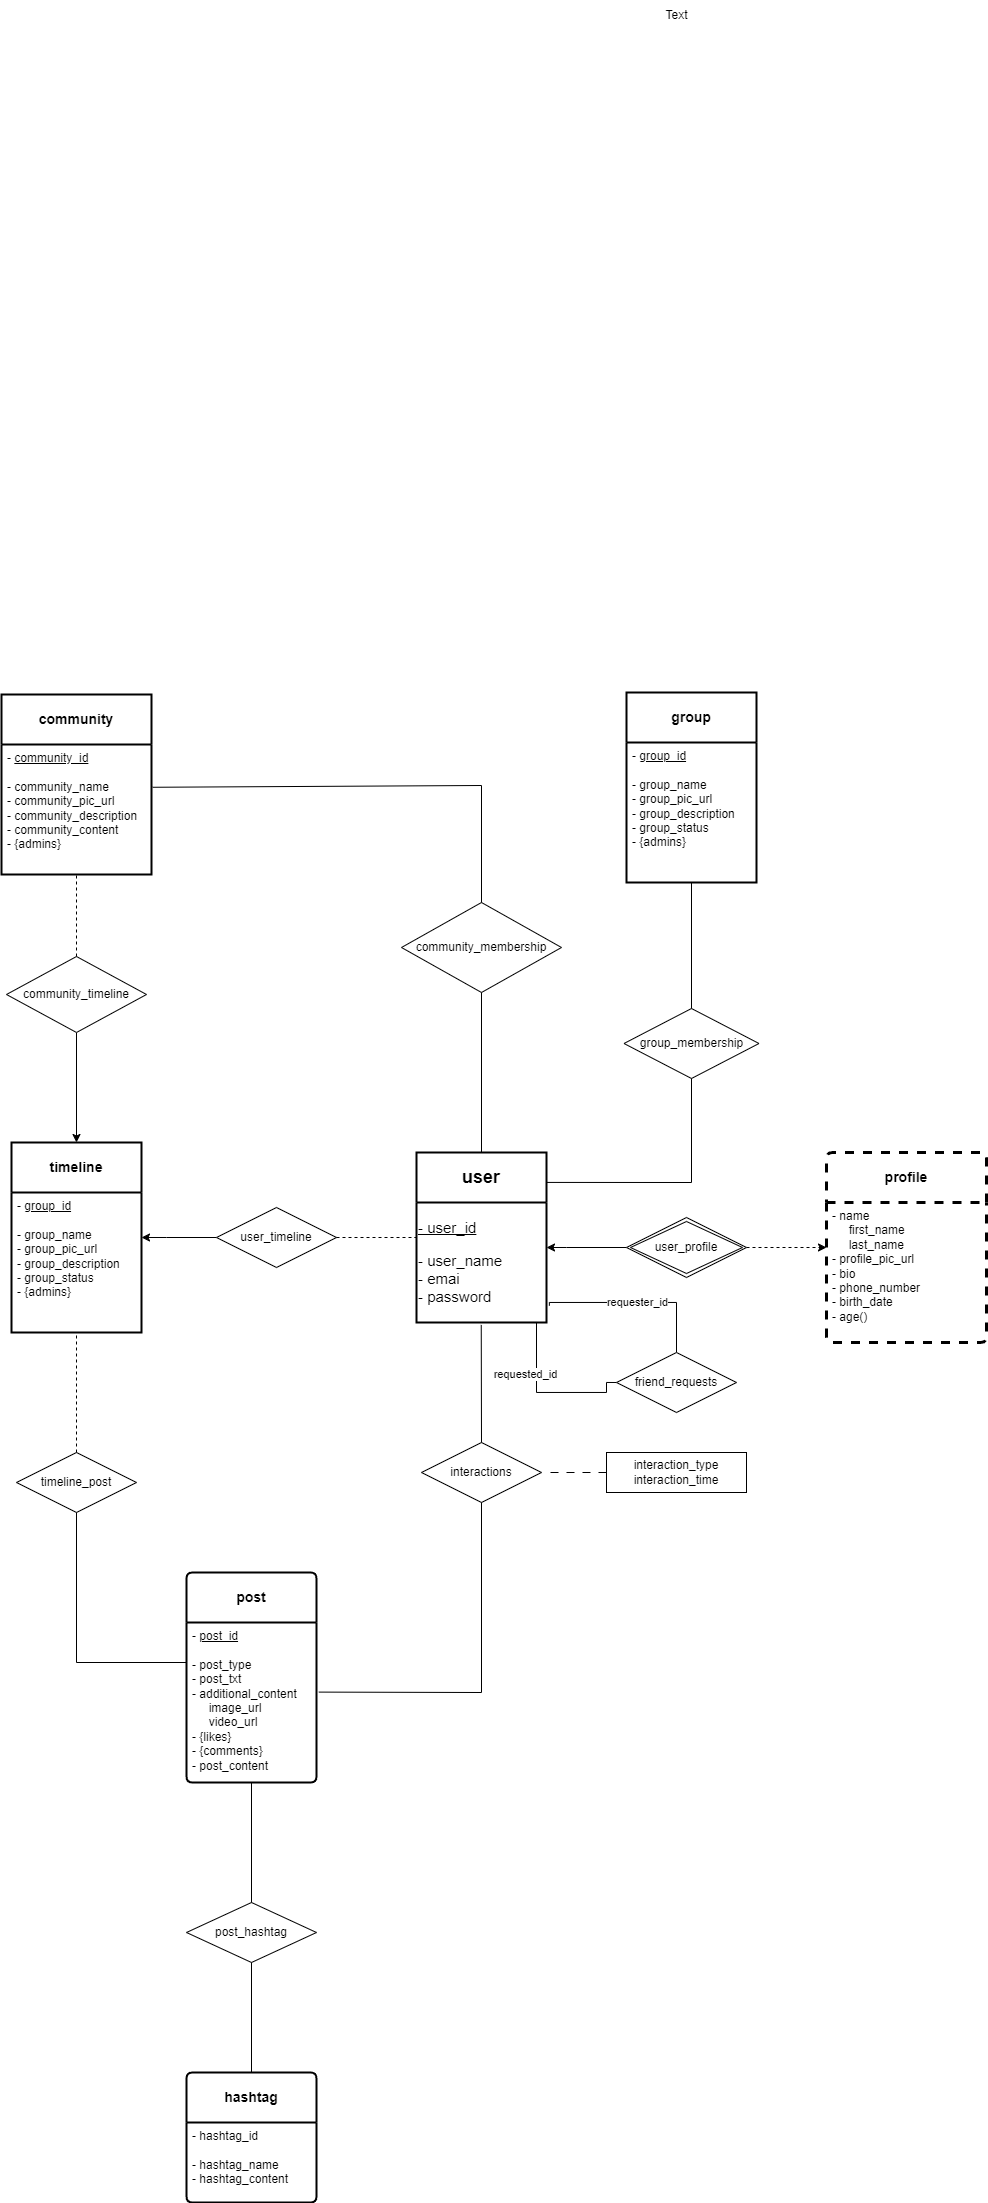 Text
community
- community_id
- community_name
- community_pic_url
- community_description
- community_content
- {admins}
group
- group_id
- group_name
- group_pic_url
- group_description
- group_status
- {admins}
community_membership
community_timeline
group_membership
timeline
- group_id
- group_name
- group_pic_url
- group_description
- group_status
- {admins}
user_timeline
user
- user_id
- user_name
- emai
- password
user_profile
profile
- name
first_name
last_name
- profile_pic_url
- bio
- phone_number
- birth_date
- age()
requester_id
requested_id
friend_requests
interactions
interaction_type
interaction_time
timeline_post
post
- post_id
- post_type
- post_txt
- additional_content
image_url
video_url
- {likes}
- {comments}
- post_content
post_hashtag
hashtag
- hashtag_id
- hashtag_name
- hashtag_content